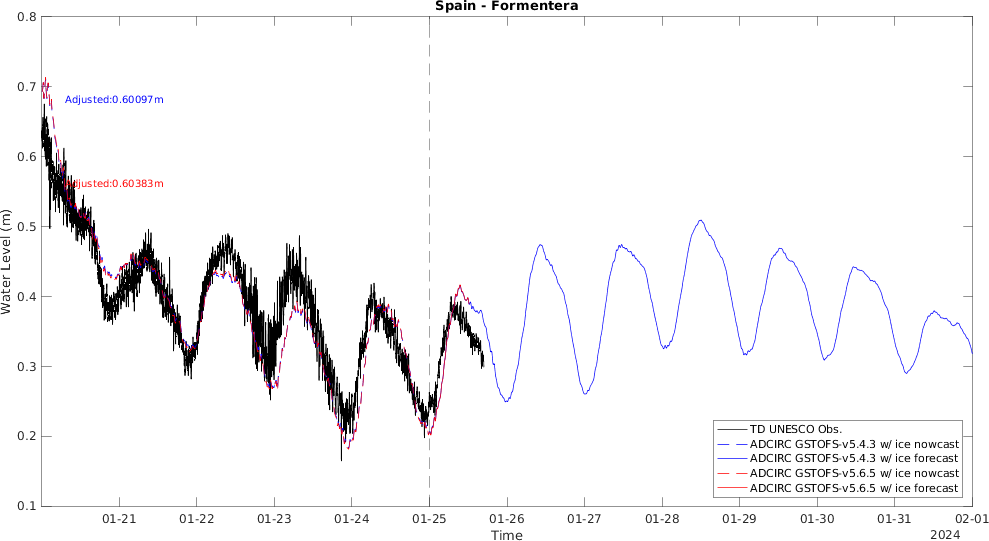 Spain - Formentera
0.8
0.7
0.6
0.5
0.4
0.3
0.2
0.1
Water Level (m)
Adjusted:0.60097m
Adjusted:0.60383m
TD UNESCO Obs.
ADCIRC GSTOFS-v5.4.3 w/ ice nowcast
ADCIRC GSTOFS-v5.4.3 w/ ice forecast
ADCIRC GSTOFS-v5.6.5 w/ ice nowcast
ADCIRC GSTOFS-v5.6.5 w/ ice forecast
01-21 01-22 01-23 01-24 01-25 01-26 01-27 01-28 01-29 01-30 01-31 02-01
Time
2024